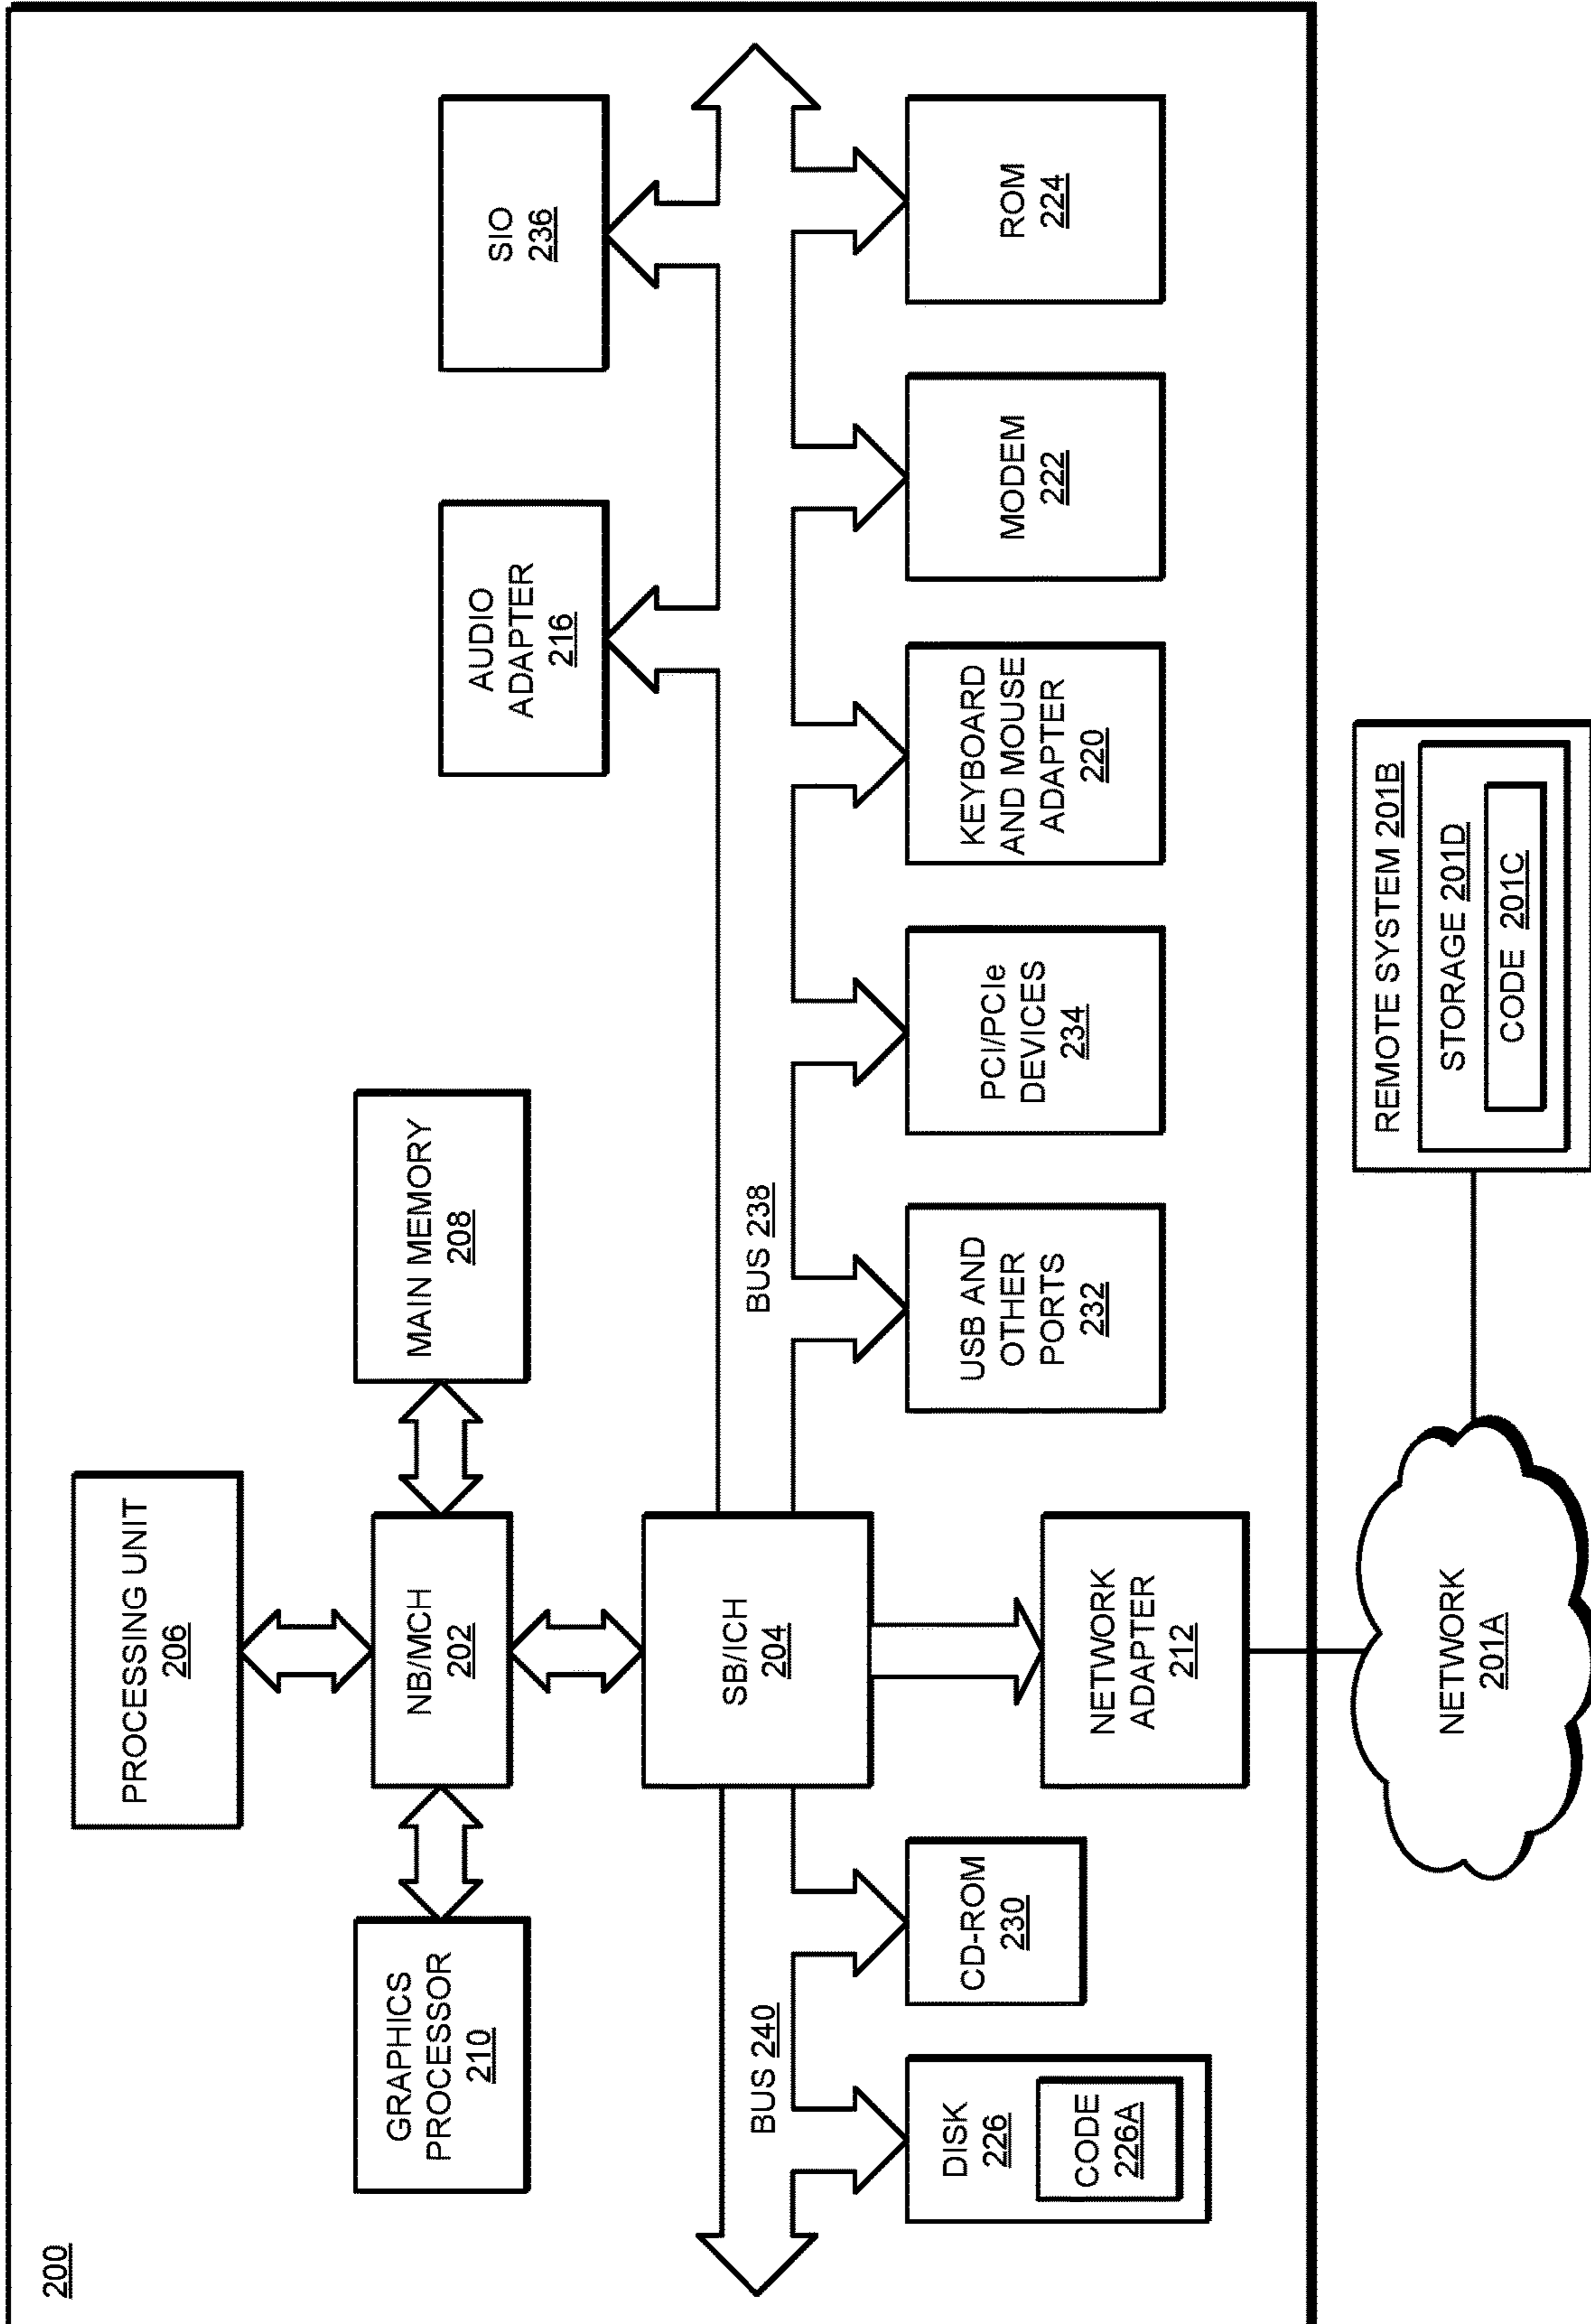 200
PROCESSING UNIT
206
GRAPHICS
PROCESSOR
210
NB/MCH
202
MAIN MEMORY
208
AUDIO
ADAPTER
216
SIO
236
SB/ICH
204
BUS 240
BUS 238
DISK
226
CODE
226A
CD-ROM
230
NETWORK
ADAPTER
212
USB AND
OTHER
PORTS
232
PCI/PCIe
DEVICES
234
KEYBOARD
AND MOUSE
ADAPTER
220
MODEM
222
ROM
224
NETWORK
201A
REMOTE SYSTEM 201B
STORAGE 201D
CODE 201C